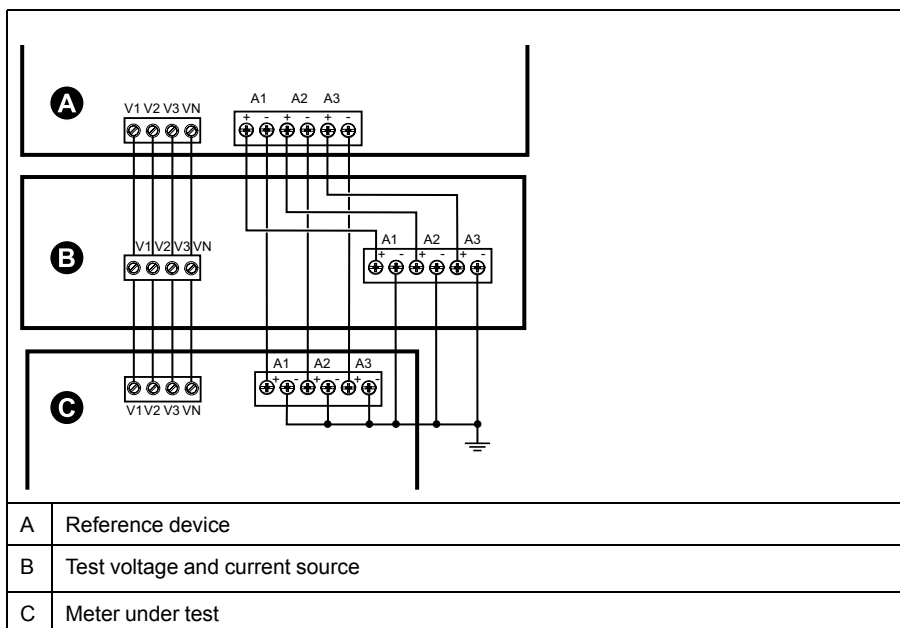 A
V1 V2 V3 VN
A1 A2 A3
+ - + - + -
B
V1 V2 V3 VN
A1 A2 A3
+ - + - + -
C
V1 V2 V3 VN
A1 A2 A3
+ - + - + -
A Reference device
B Test voltage and current source
C Meter under test